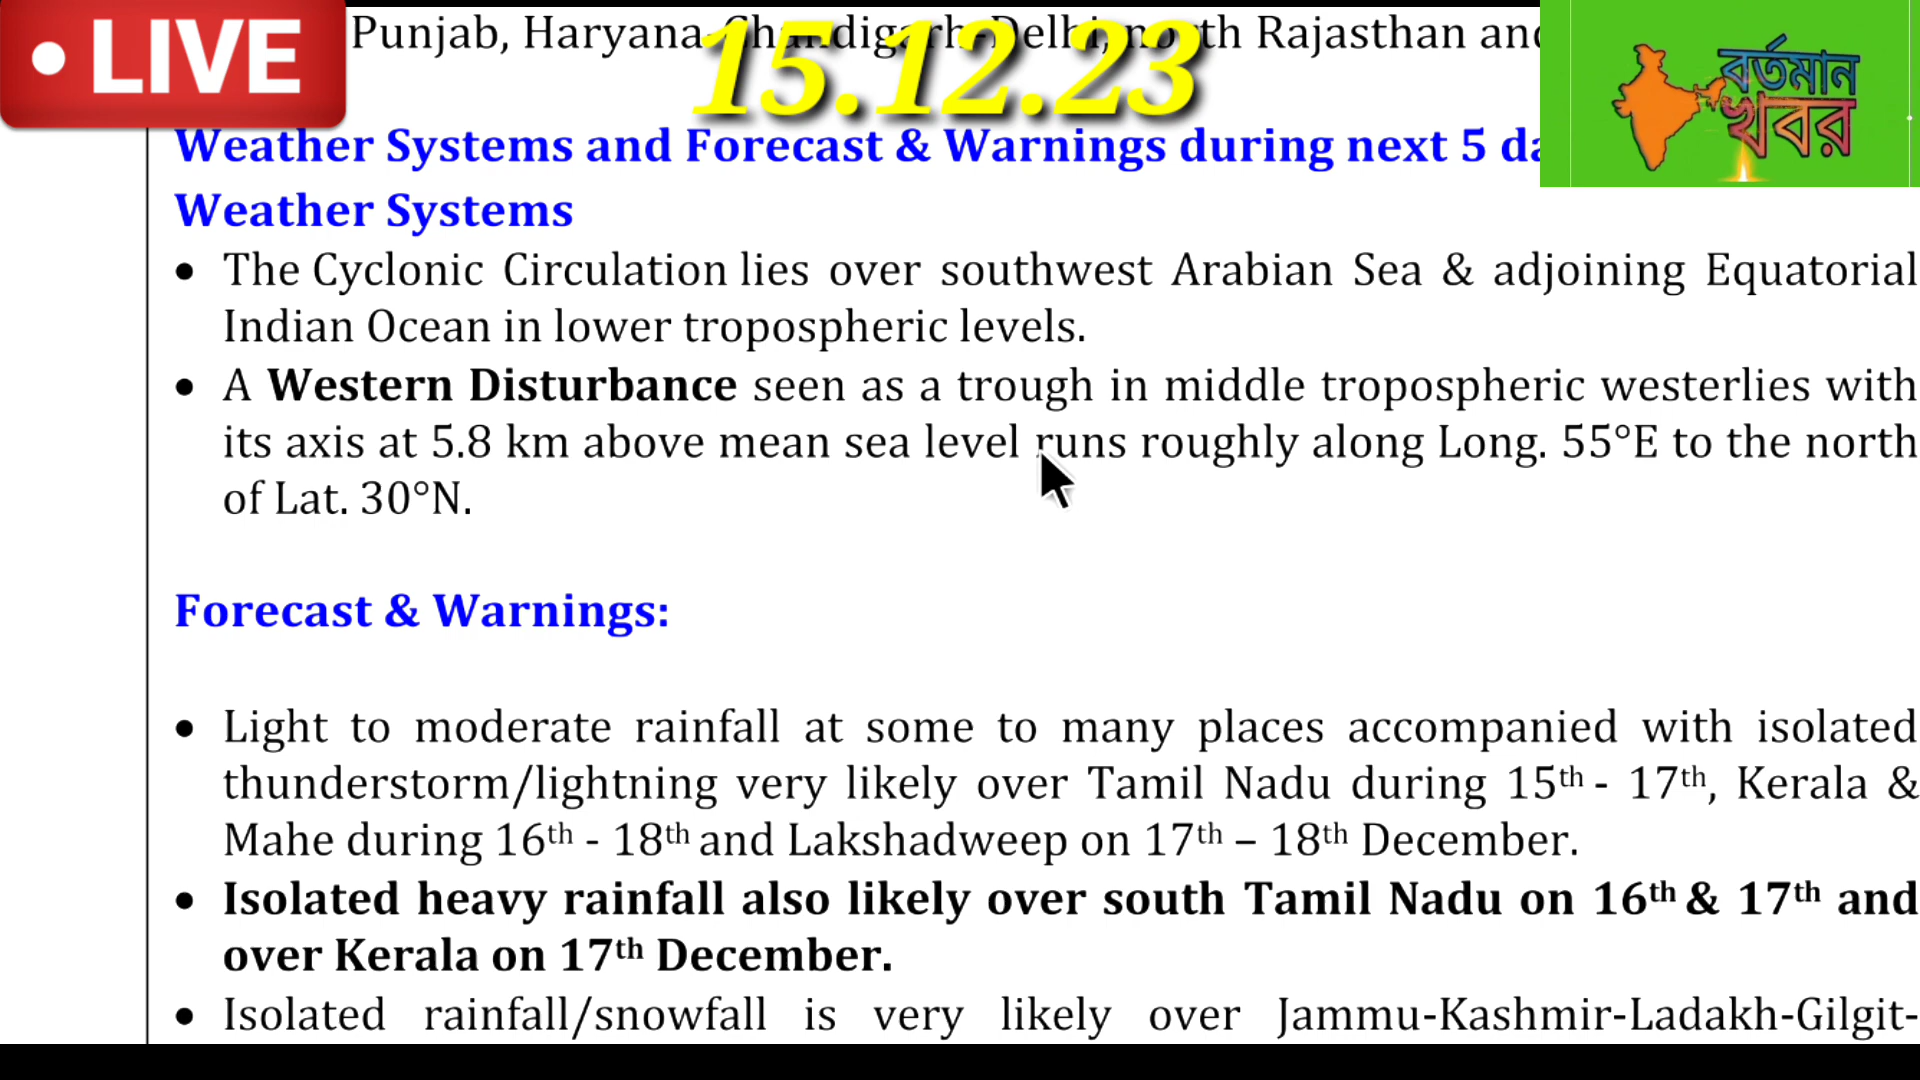 LIVE
Punjab, Haryana-Chandigarh-Delhi, north Rajasthan and
15.12.23
বর্তমান
খবর
Weather Systems and Forecast & Warnings during next 5 da
Weather Systems
• The Cyclonic Circulation lies over southwest Arabian Sea & adjoining Equatorial
Indian Ocean in lower tropospheric levels.
• A Western Disturbance seen as a trough in middle tropospheric westerlies with
its axis at 5.8 km above mean sea level runs roughly along Long. 55°E to the north
of Lat. 30°N.
Forecast & Warnings:
• Light to moderate rainfall at some to many places accompanied with isolated
thunderstorm/lightning very likely over Tamil Nadu during 15th - 17th, Kerala &
Mahe during 16th - 18th and Lakshadweep on 17th – 18th December.
• Isolated heavy rainfall also likely over south Tamil Nadu on 16th & 17th and
over Kerala on 17th December.
• Isolated rainfall/snowfall is very likely over Jammu-Kashmir-Ladakh-Gilgit-